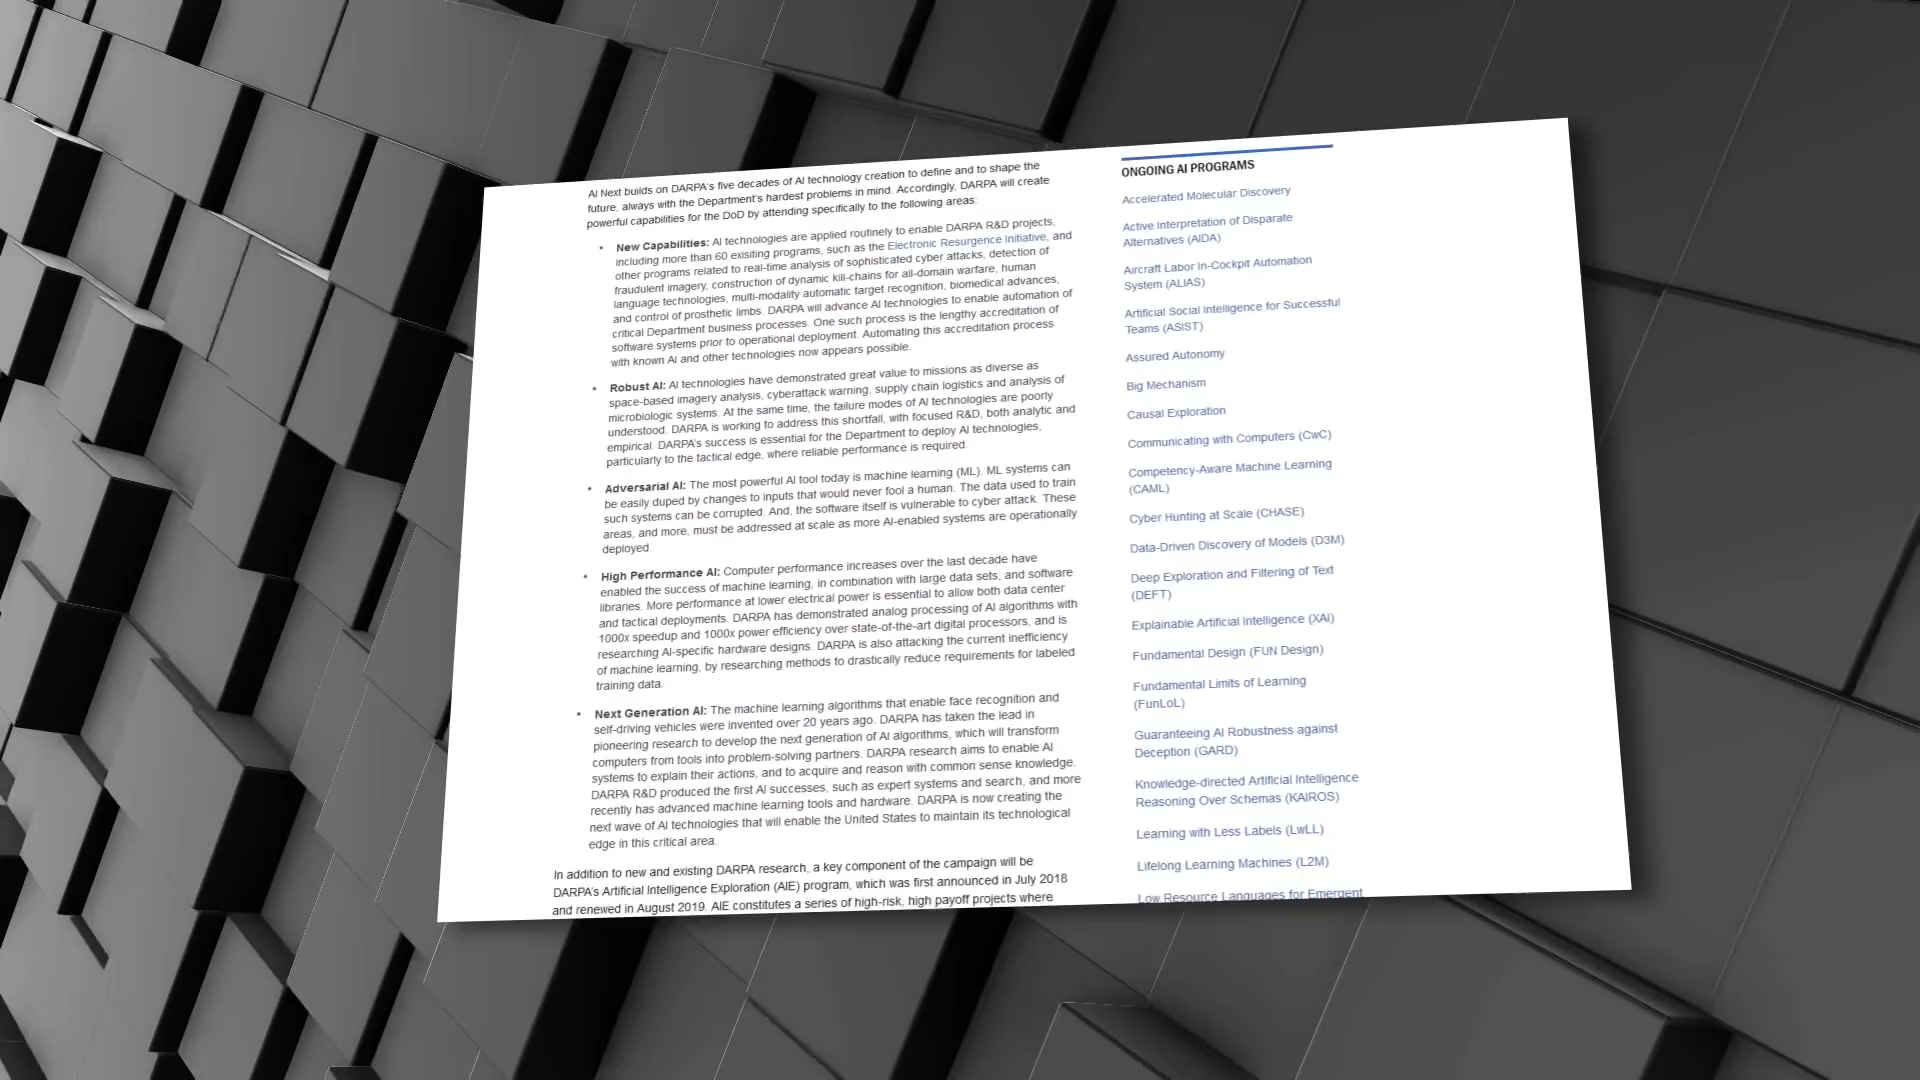 AI Next builds on DARPA's five decades of AI technology creation to define and to shape the
future, always with the Department's hardest problems in mind. Accordingly, DARPA will create
powerful capabilities for the DoD by attending specifically to the following areas:
• New Capabilities: AI technologies are applied routinely to enable DARPA R&D projects,
including more than 60 exisiting programs, such as the Electronic Resurgence Initiative, and
other programs related to real-time analysis of sophisticated cyber attacks, detection of
fraudulent imagery, construction of dynamic kill-chains for all-domain warfare, human
language technologies, multi-modality automatic target recognition, biomedical advances,
and control of prosthetic limbs. DARPA will advance AI technologies to enable automation of
critical Department business processes. One such process is the lengthy accreditation of
software systems prior to operational deployment. Automating this accreditation process
with known AI and other technologies now appears possible.
• Robust AI: AI technologies have demonstrated great value to missions as diverse as
space-based imagery analysis, cyberattack warning, supply chain logistics and analysis of
microbiologic systems. At the same time, the failure modes of AI technologies are poorly
understood. DARPA is working to address this shortfall, with focused R&D, both analytic and
empirical. DARPA's success is essential for the Department to deploy AI technologies,
particularly to the tactical edge, where reliable performance is required.
• Adversarial AI: The most powerful AI tool today is machine learning (ML). ML systems can
be easily duped by changes to inputs that would never fool a human. The data used to train
such systems can be corrupted. And, the software itself is vulnerable to cyber attack. These
areas, and more, must be addressed at scale as more AI-enabled systems are operationally
deployed.
• High Performance AI: Computer performance increases over the last decade have
enabled the success of machine learning, in combination with large data sets, and software
libraries. More performance at lower electrical power is essential to allow both data center
and tactical deployments. DARPA has demonstrated analog processing of AI algorithms with
1000x speedup and 1000x power efficiency over state-of-the-art digital processors, and is
researching AI-specific hardware designs. DARPA is also attacking the current inefficiency
of machine learning, by researching methods to drastically reduce requirements for labeled
training data.
• Next Generation AI: The machine learning algorithms that enable face recognition and
self-driving vehicles were invented over 20 years ago. DARPA has taken the lead in
pioneering research to develop the next generation of AI algorithms, which will transform
computers from tools into problem-solving partners. DARPA research aims to enable AI
systems to explain their actions, and to acquire and reason with common sense knowledge.
DARPA R&D produced the first AI successes, such as expert systems and search, and more
recently has advanced machine learning tools and hardware. DARPA is now creating the
next wave of AI technologies that will enable the United States to maintain its technological
edge in this critical area.
In addition to new and existing DARPA research, a key component of the campaign will be
DARPA's Artificial Intelligence Exploration (AIE) program, which was first announced in July 2018
and renewed in August 2019. AIE constitutes a series of high-risk, high payoff projects where
ONGOING AI PROGRAMS
Accelerated Molecular Discovery
Active Interpretation of Disparate
Alternatives (AIDA)
Aircraft Labor In-Cockpit Automation
System (ALIAS)
Artificial Social Intelligence for Successful
Teams (ASIST)
Assured Autonomy
Big Mechanism
Causal Exploration
Communicating with Computers (CwC)
Competency-Aware Machine Learning
(CAML)
Cyber Hunting at Scale (CHASE)
Data-Driven Discovery of Models (D3M)
Deep Exploration and Filtering of Text
(DEFT)
Explainable Artificial Intelligence (XAI)
Fundamental Design (FUN Design)
Fundamental Limits of Learning
(FunLoL)
Guaranteeing AI Robustness against
Deception (GARD)
Knowledge-directed Artificial Intelligence
Reasoning Over Schemas (KAIROS)
Learning with Less Labels (LwLL)
Lifelong Learning Machines (L2M)
Low Resource Languages for Emergent